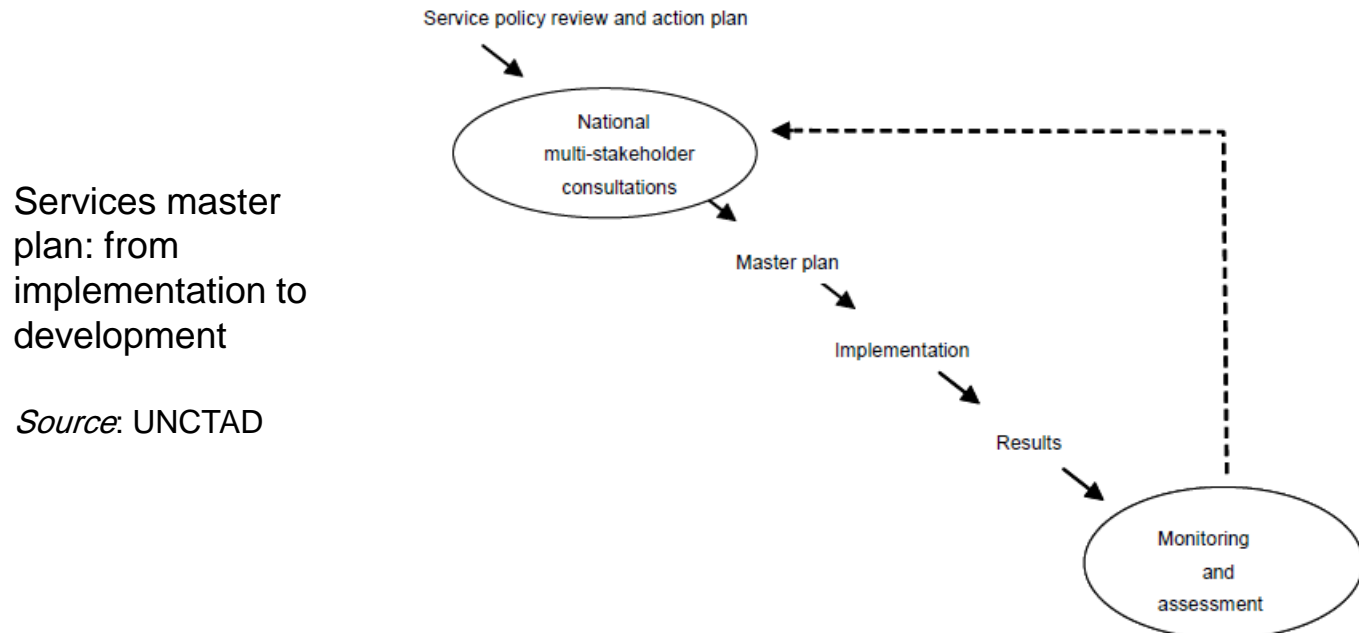 Service policy review and action plan
National
multi-stakeholder
consultations
Services master
plan: from
implementation to
development
Source: UNCTAD
Master plan
Implementation
Results
Monitoring
and
assessment